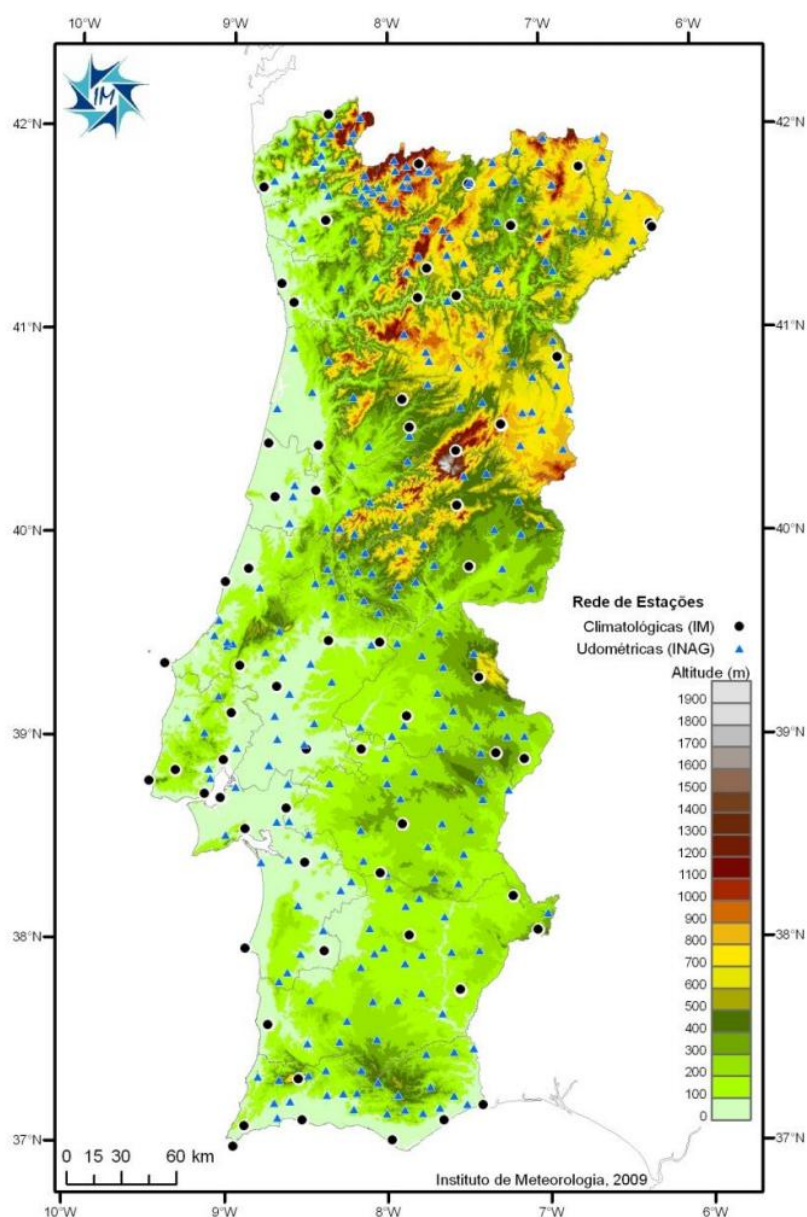 10°W 9°W 8°W 7°W 6°W
IM
42°N 42°N
41°N 41°N
40°N 40°N
Rede de Estações
Climatológicas (IM)
Udométricas (INAG)
Altitude (m)
1900
1800
1700
1600
1500
1400
1300
1200
1100
1000
900
800
700
600
500
400
300
200
100
0
39°N 39°N
38°N 38°N
37°N 37°N
0 15 30 60 km
Instituto de Meteorologia, 2009
10°W 9°W 8°W 7°W 6°W